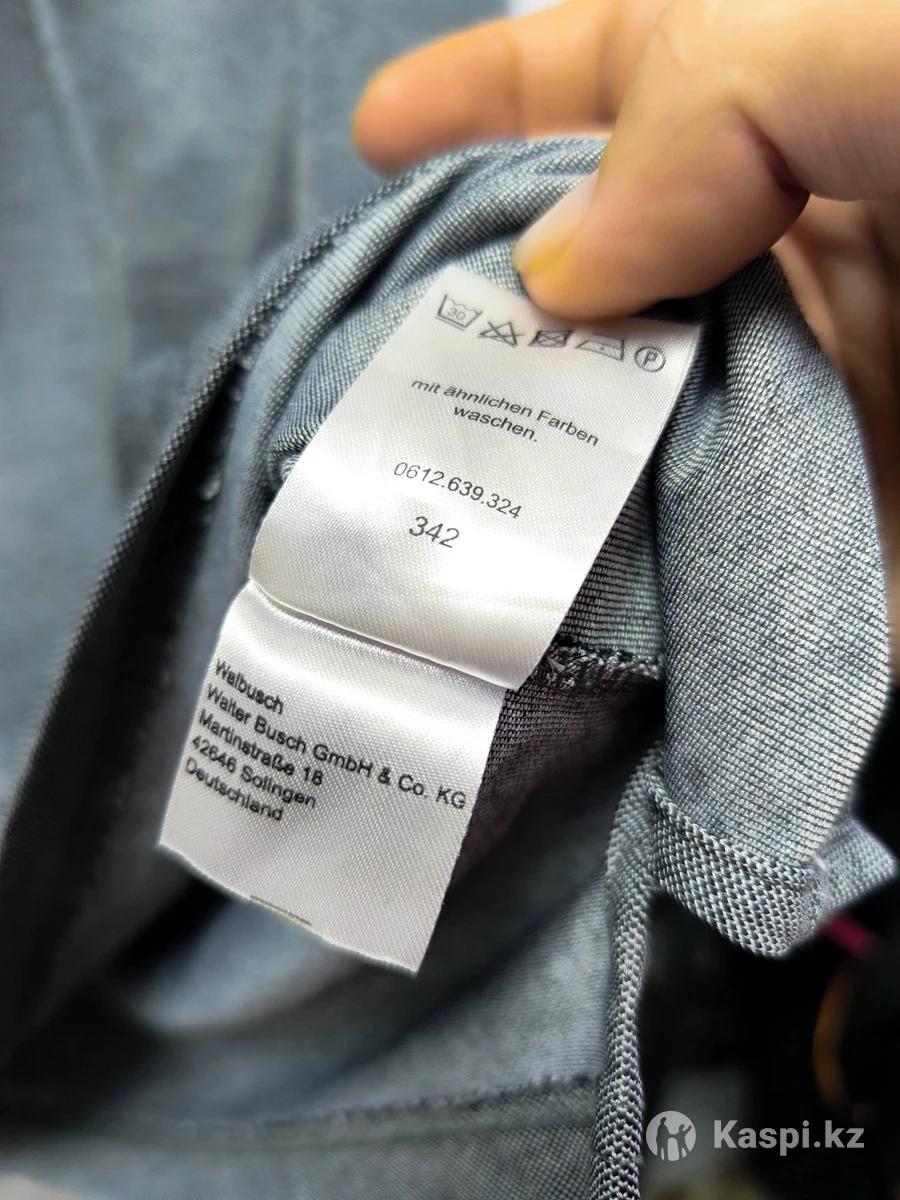 30
P
mit ähnlichen Farben
waschen.
0612.639.324
342
Walbusch
Walter Busch GmbH & Co. KG
Martinstraße 18
42646 Solingen
Deutschland
Kaspi.kz